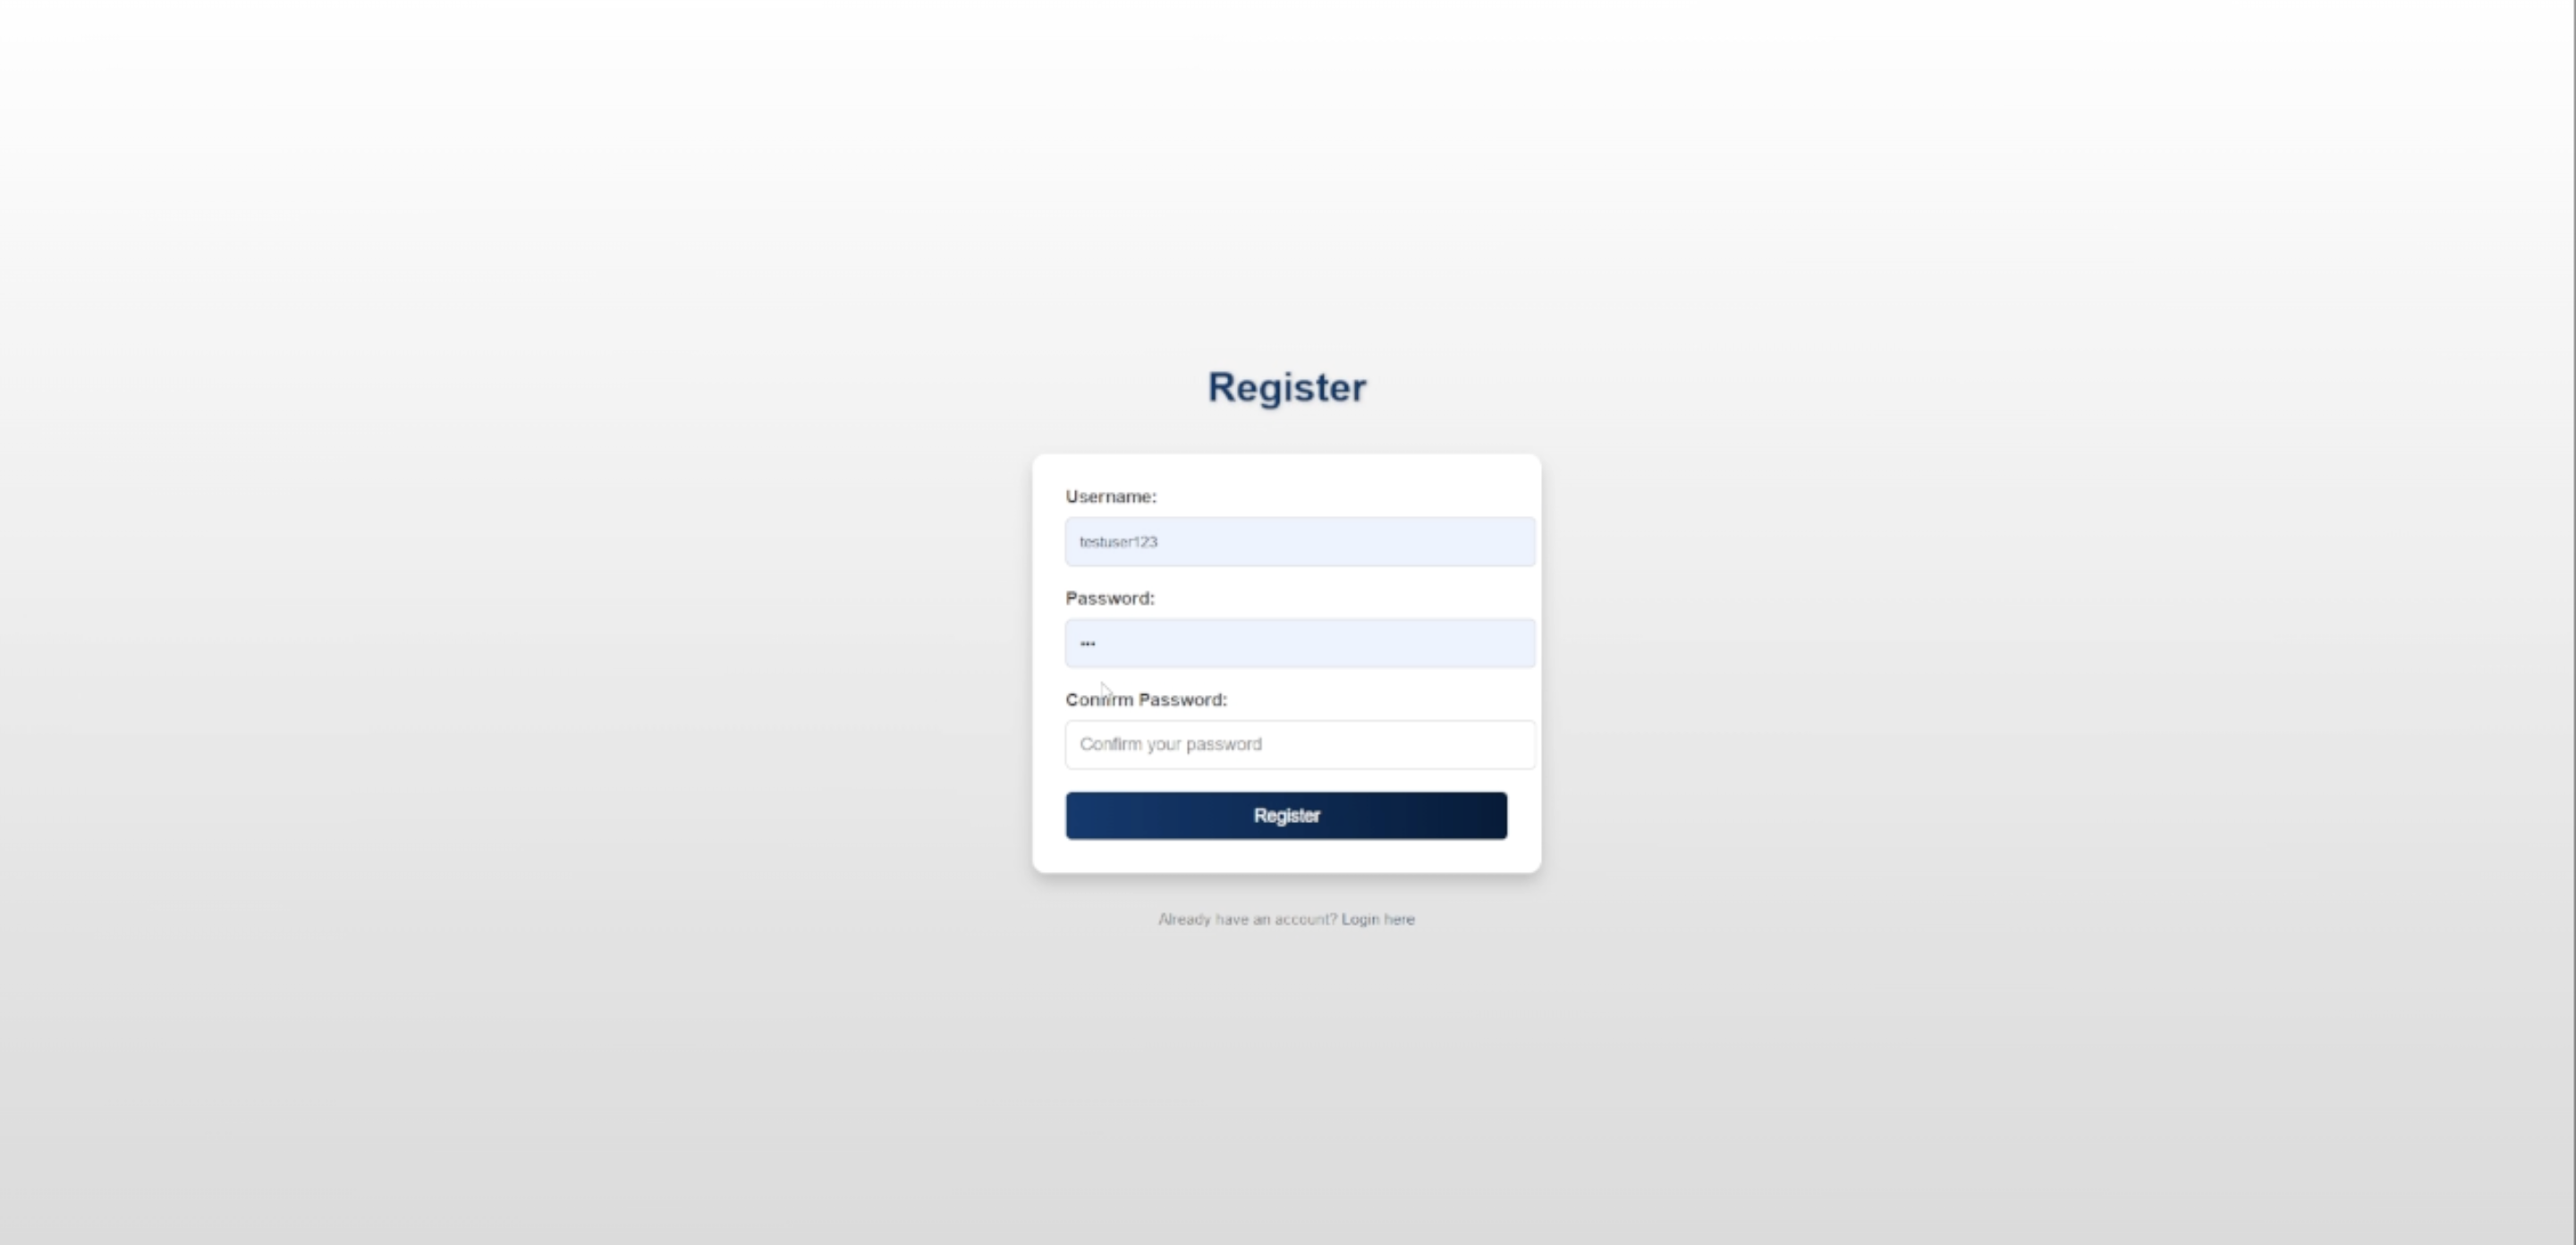 Register
Username:
testuser123
Password:
•••
Confirm Password:
Confirm your password
Register
Already have an account? Login here